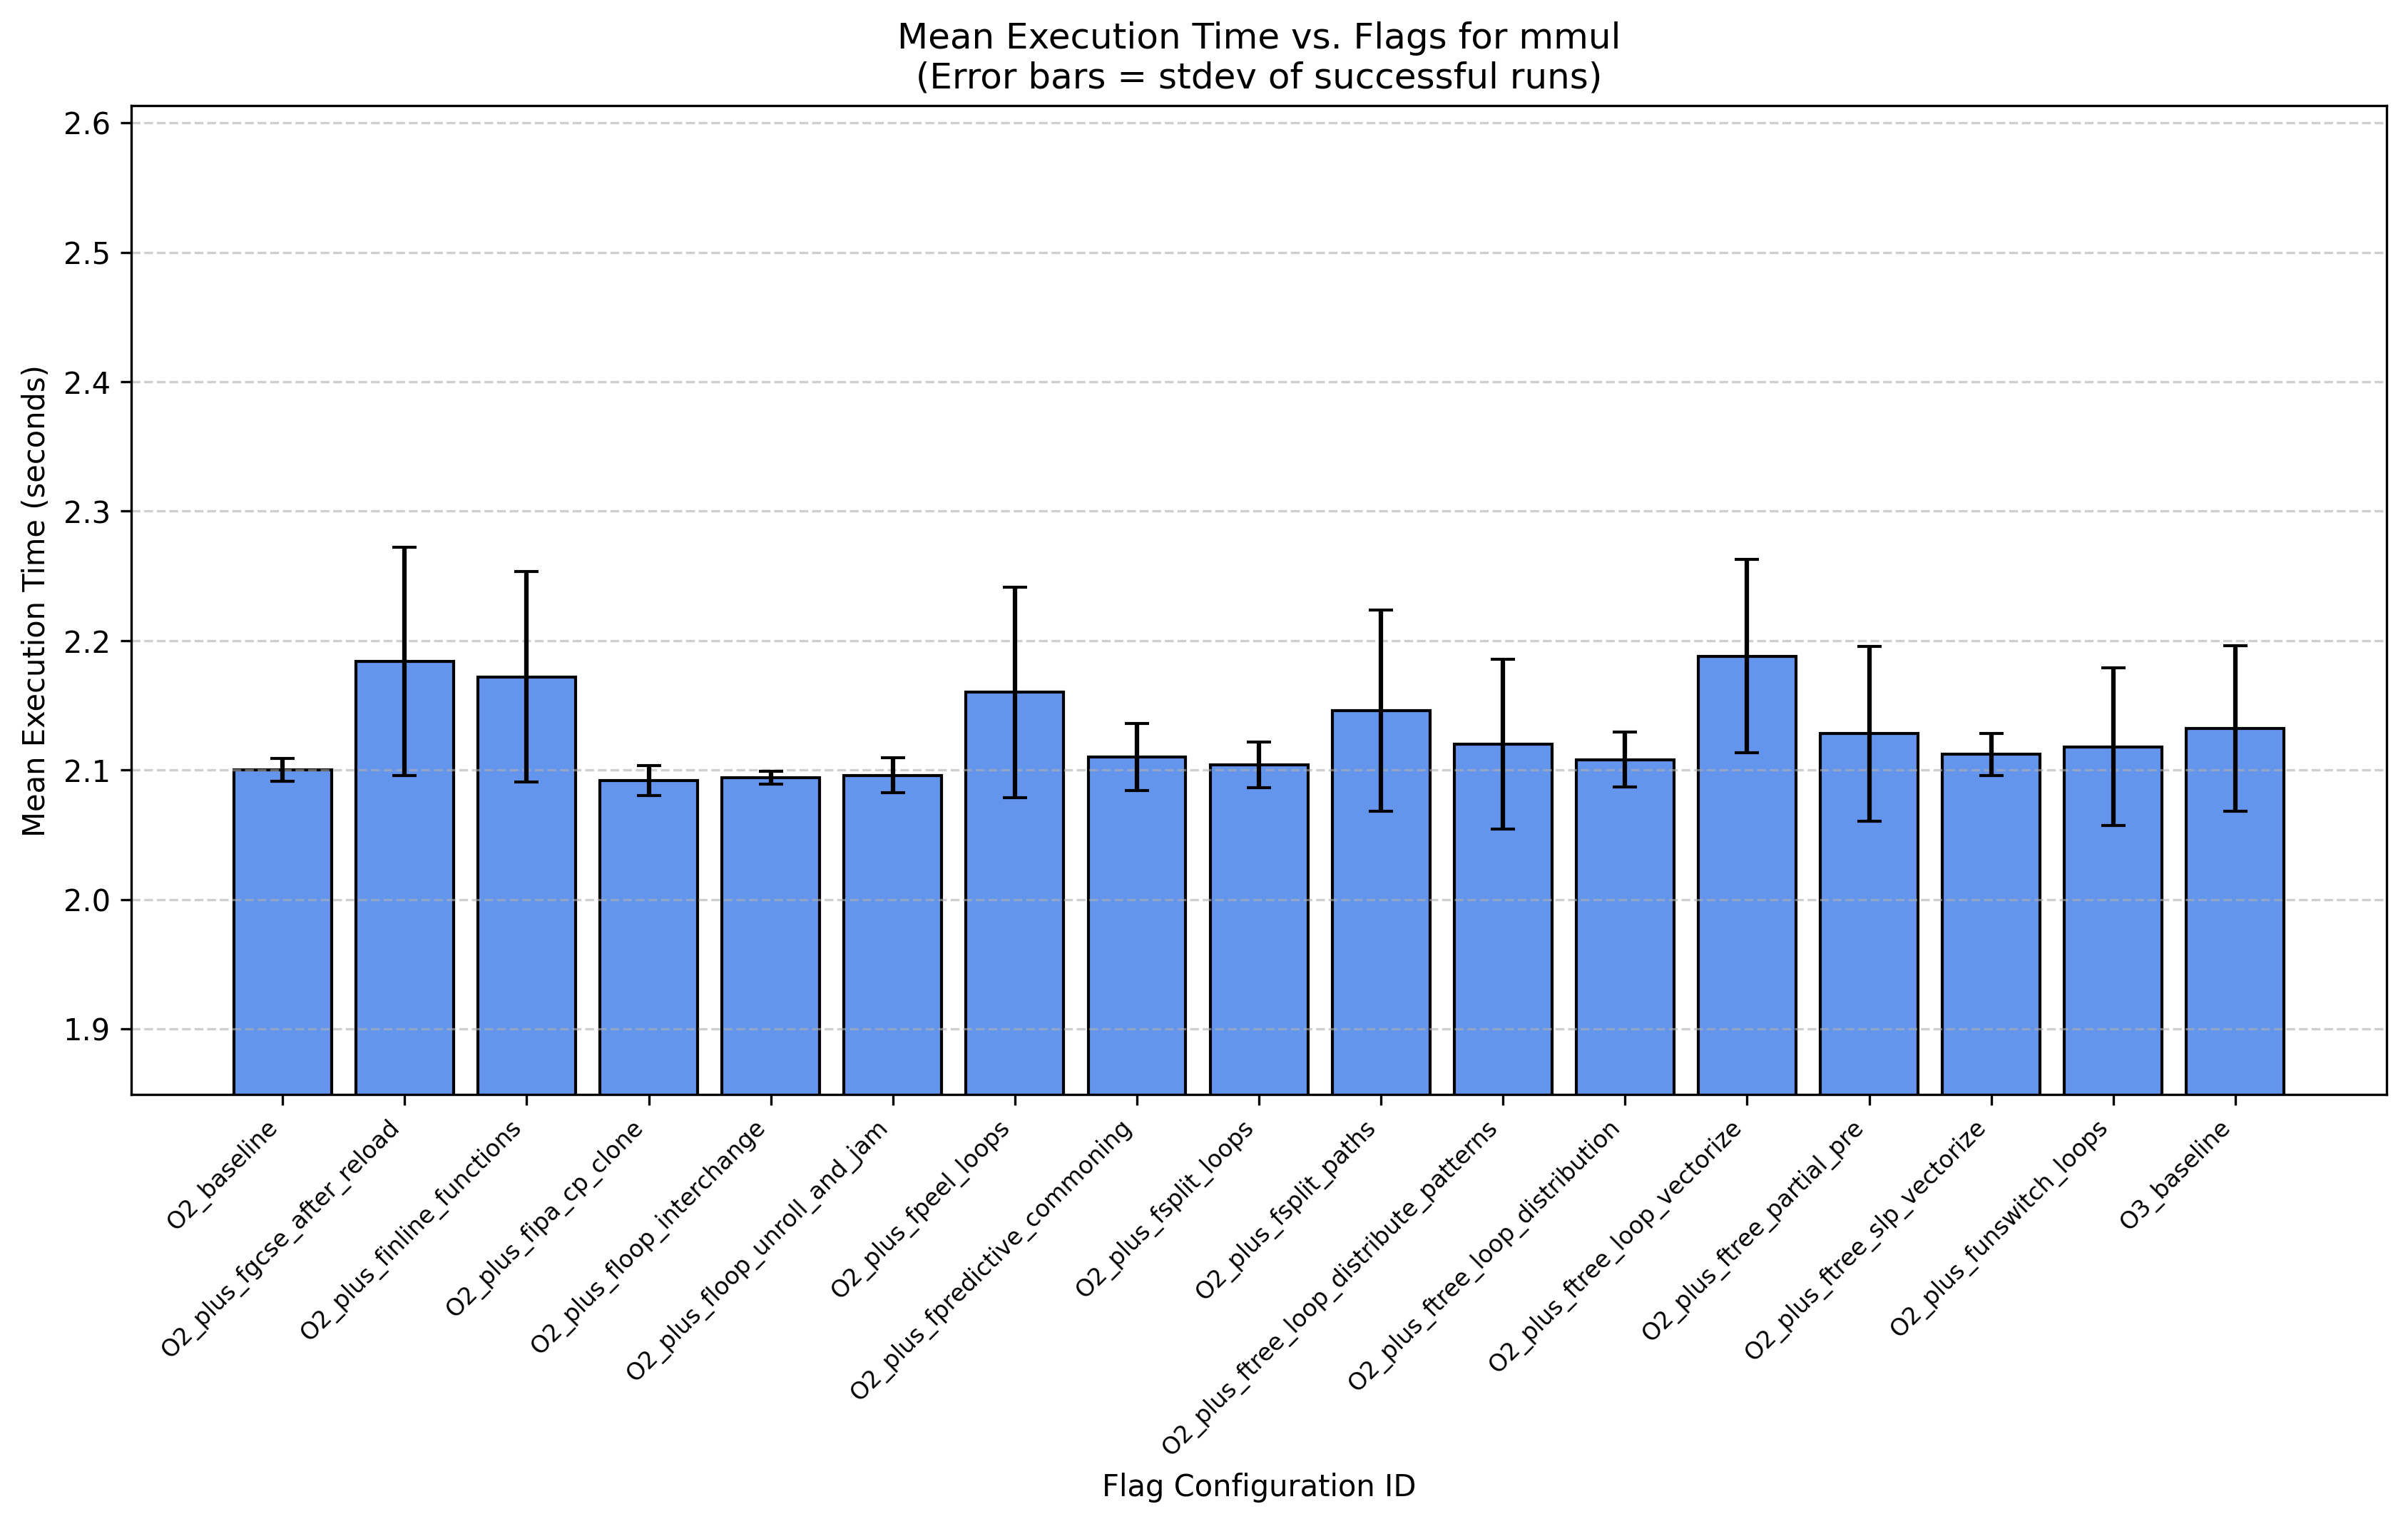 Mean Execution Time vs. Flags for mmul
(Error bars = stdev of successful runs)
Mean Execution Time (seconds)
2.6
2.5
2.4
2.3
2.2
2.1
2.0
1.9
O2_baseline
O2_plus_fgcse_after_reload
O2_plus_finline_functions
O2_plus_fipa_cp_clone
O2_plus_floop_interchange
O2_plus_floop_unroll_and_jam
O2_plus_fpeel_loops
O2_plus_fpredictive_commoning
O2_plus_fsplit_loops
O2_plus_fsplit_paths
O2_plus_ftree_loop_distribute_patterns
O2_plus_ftree_loop_distribution
O2_plus_ftree_loop_vectorize
O2_plus_ftree_partial_pre
O2_plus_ftree_slp_vectorize
O2_plus_funswitch_loops
O3_baseline
Flag Configuration ID